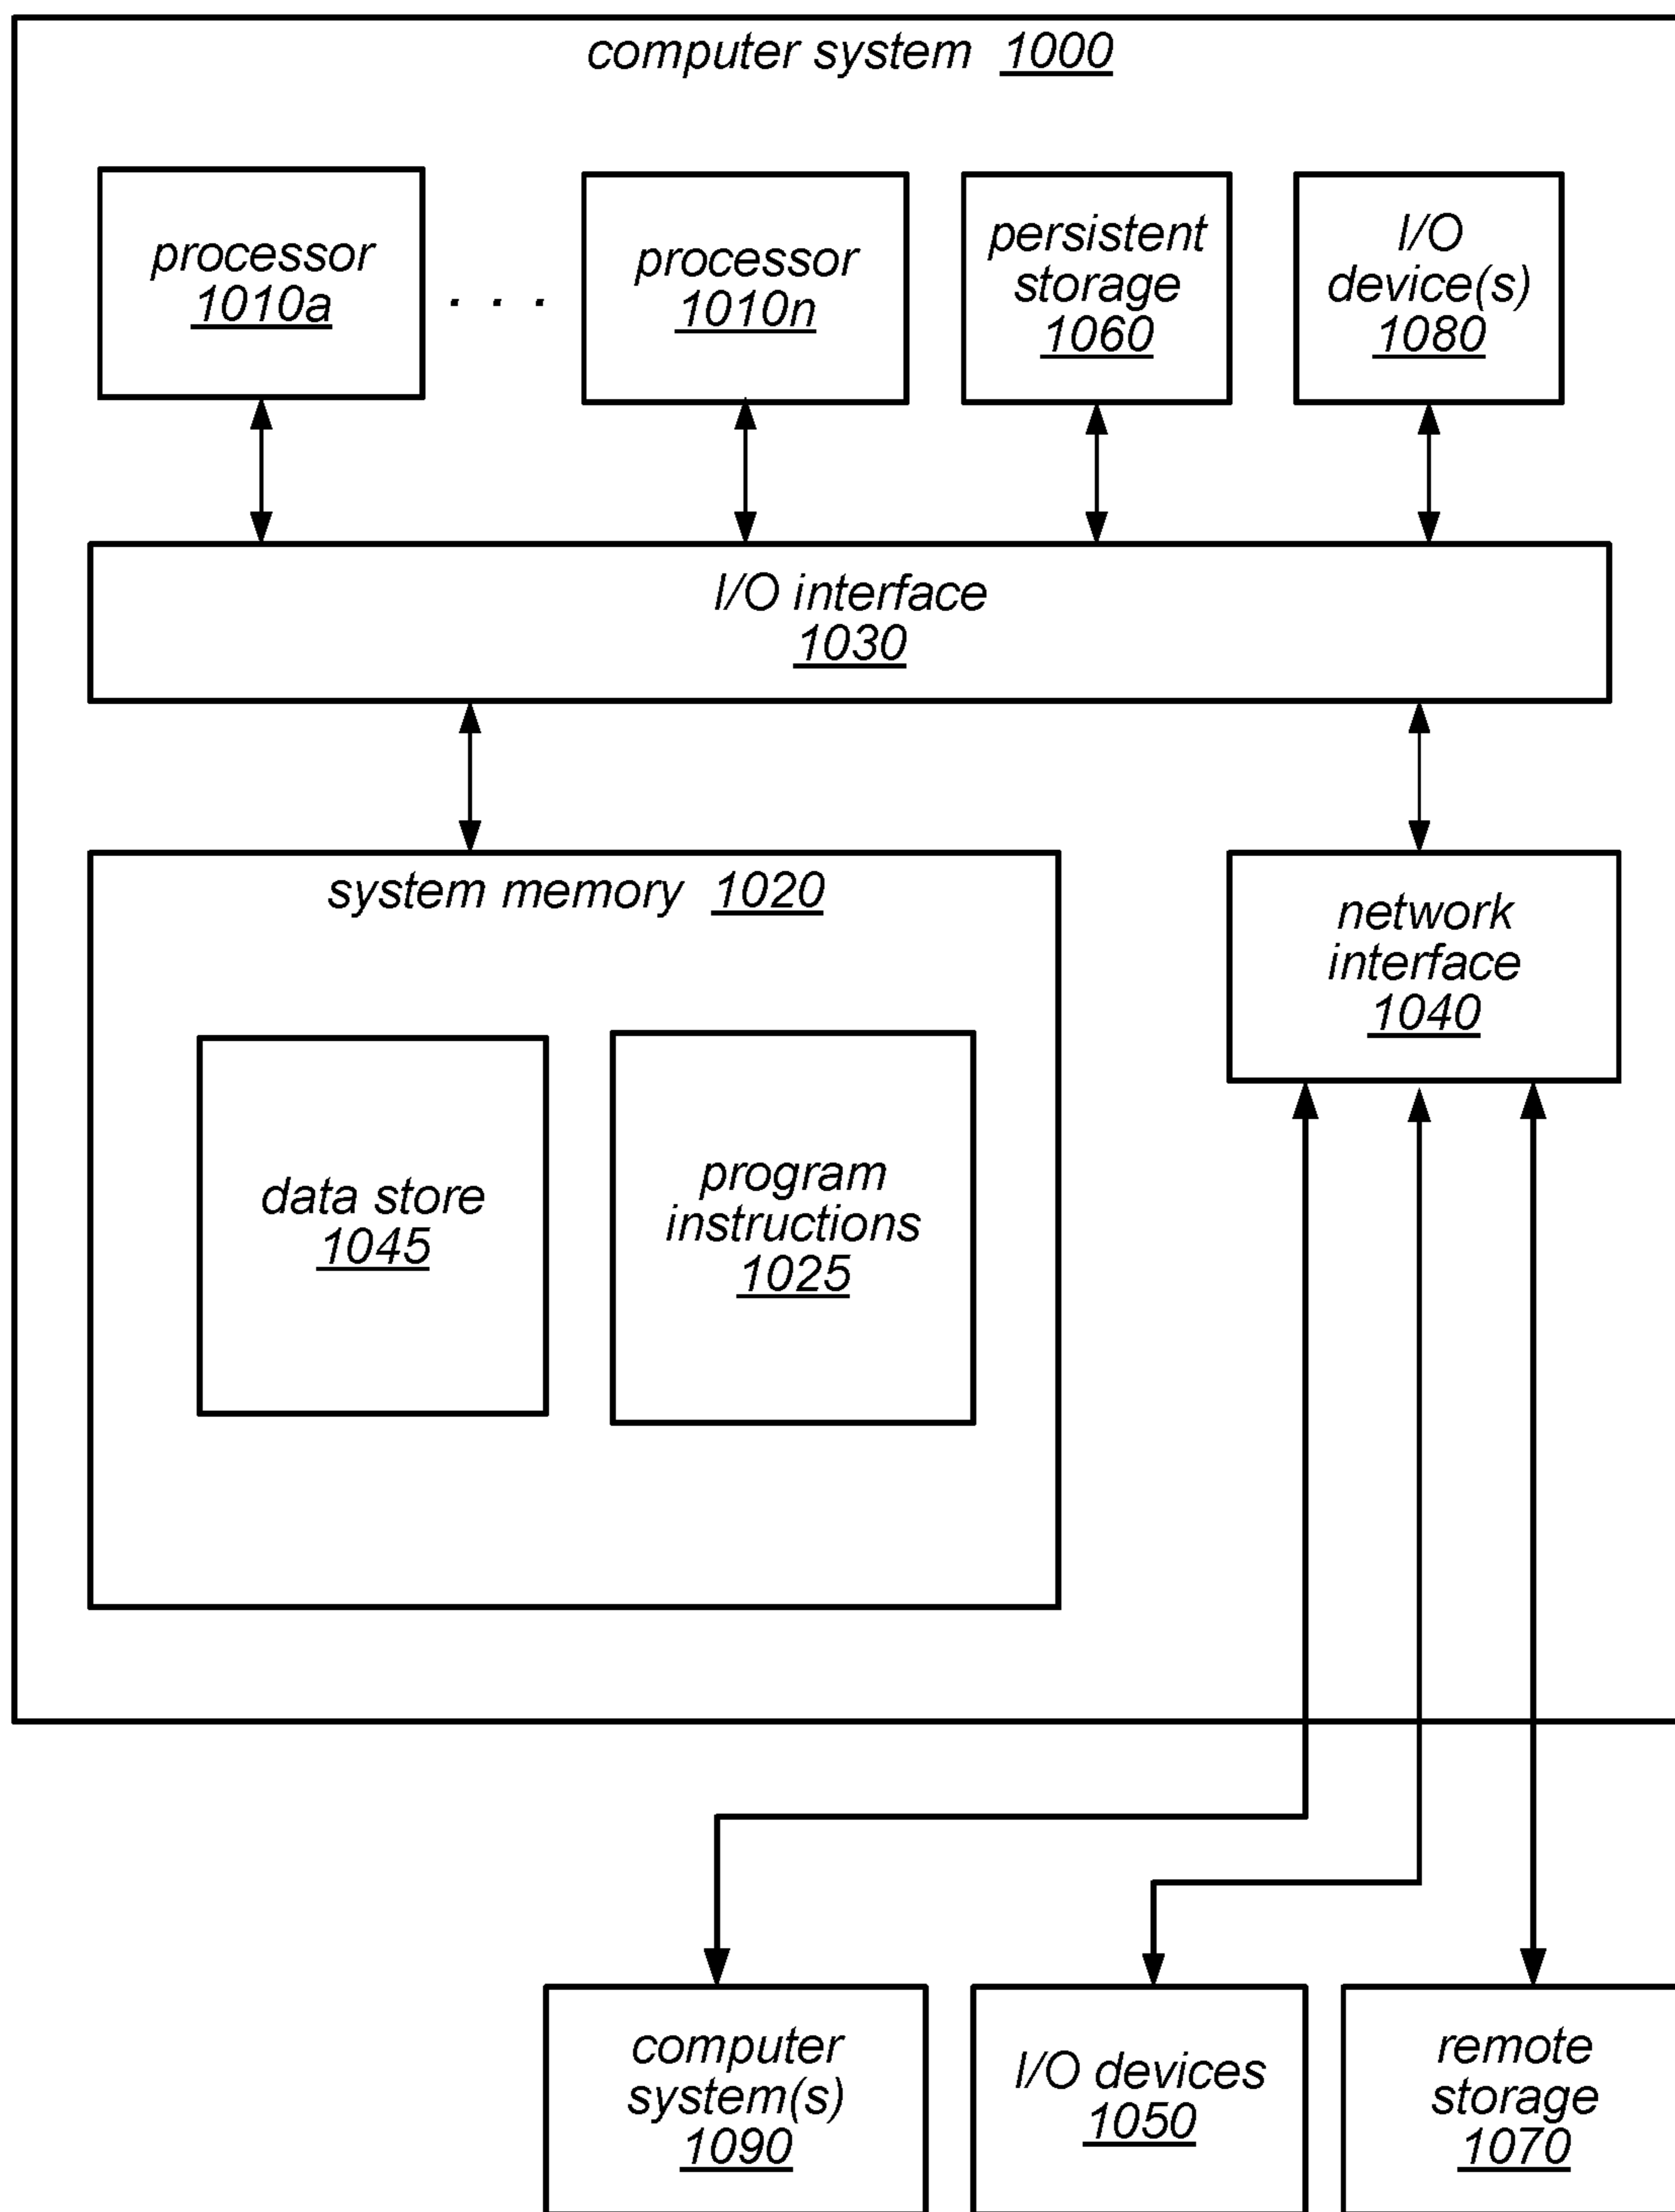 computer system 1000
processor
1010a
. . .
processor
1010n
persistent
storage
1060
I/O
device(s)
1080
I/O interface
1030
system memory 1020
network
interface
1040
data store
1045
program
instructions
1025
computer
system(s)
1090
I/O devices
1050
remote
storage
1070